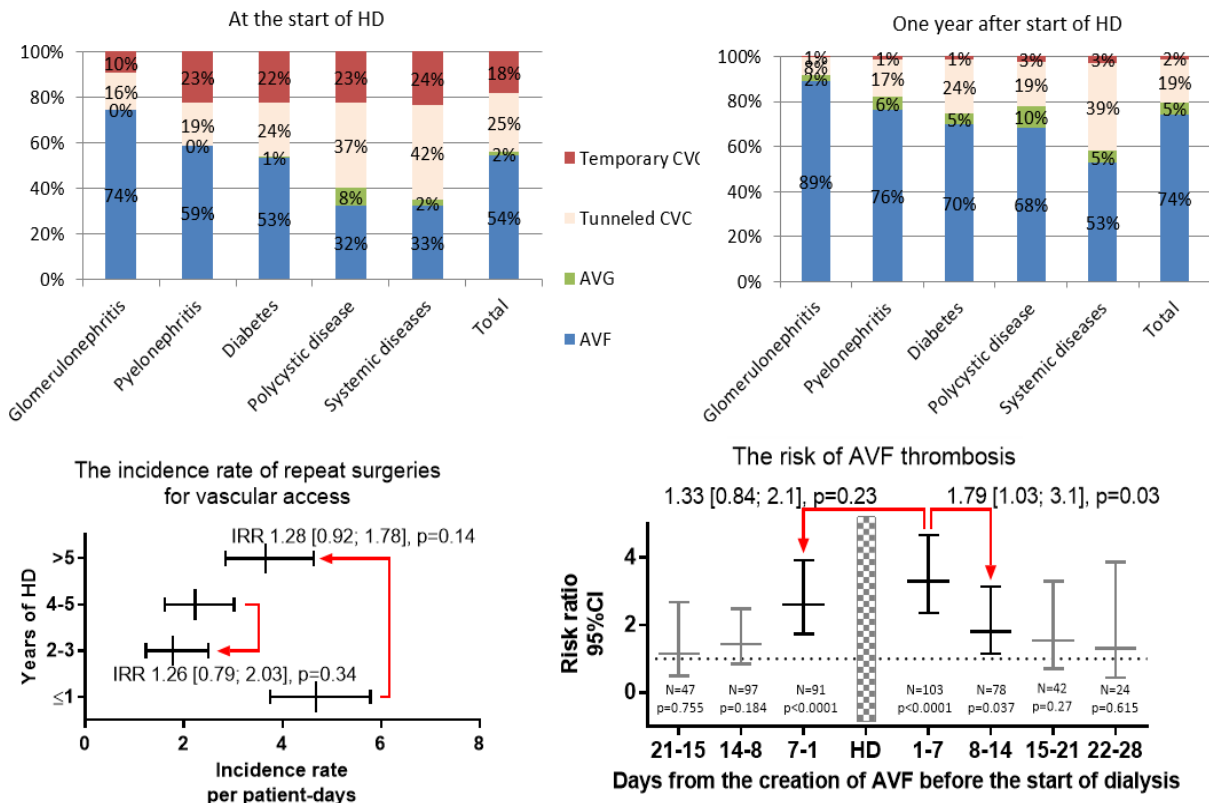 At the start of HD
100%
80%
60%
40%
20%
0%
10%
16%
0%
74%
23%
19%
0%
59%
22%
24%
1%
53%
23%
37%
8%
32%
24%
42%
2%
33%
18%
25%
2%
54%
Glomerulonephritis
Pyelonephritis
Diabetes
Polycystic disease
Systemic diseases
Total
Temporary CVC
Tunneled CVC
AVG
AVF
One year after start of HD
100%
80%
60%
40%
20%
0%
1%
8%
2%
89%
1%
17%
6%
76%
1%
24%
5%
70%
3%
19%
10%
68%
3%
39%
5%
53%
2%
19%
5%
74%
Glomerulonephritis
Pyelonephritis
Diabetes
Polycystic disease
Systemic diseases
Total
The incidence rate of repeat surgeries
for vascular access
IRR 1.28 [0.92; 1.78], p=0.14
IRR 1.26 [0.79; 2.03], p=0.34
Years of HD
>5
4-5
2-3
≤1
0 2 4 6 8
Incidence rate
per patient-days
The risk of AVF thrombosis
1.33 [0.84; 2.1], p=0.23
1.79 [1.03; 3.1], p=0.03
Risk ratio
95%CI
4
2
0
N=47
p=0.755
N=97
p=0.184
N=91
p<0.0001
N=103
p<0.0001
N=78
p=0.037
N=42
p=0.27
N=24
p=0.615
21-15 14-8 7-1 HD 1-7 8-14 15-21 22-28
Days from the creation of AVF before the start of dialysis